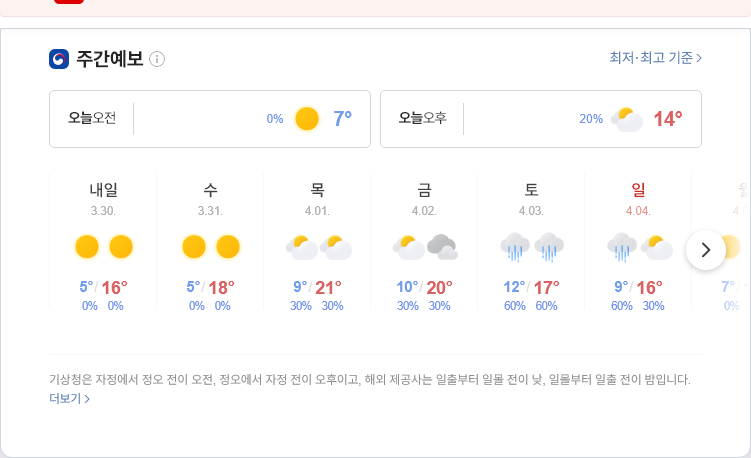 주간예보
최저·최고 기준
오늘오전 0% 7°
오늘오후 20% 14°
내일 수 목 금 토 일
3.30. 3.31. 4.01. 4.02. 4.03. 4.04.
5°/16° 5°/18° 9°/21° 10°/20° 12°/17° 9°/16° 7°
0% 0% 0% 0% 30% 30% 30% 30% 60% 60% 60% 30% 0%
기상청은 자정에서 정오 전이 오전, 정오에서 자정 전이 오후이고, 해외 제공사는 일출부터 일몰 전이 낮, 일몰부터 일출 전이 밤입니다.
더보기